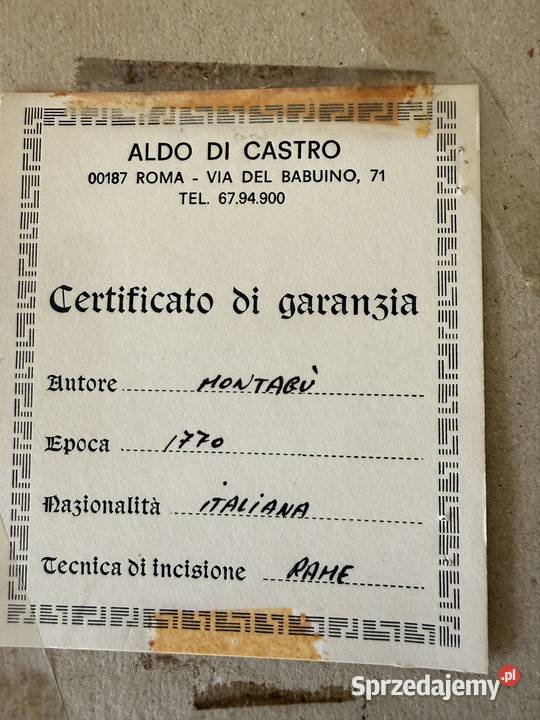 ALDO DI CASTRO
00187 ROMA - VIA DEL BABUINO, 71
TEL. 67.94.900
Certificato di garanzia
Autore MONTAGÙ
Epoca 1770
Nazionalità iTALiANA
Tecnica di incisione RAME
Sprzedajemy.pl